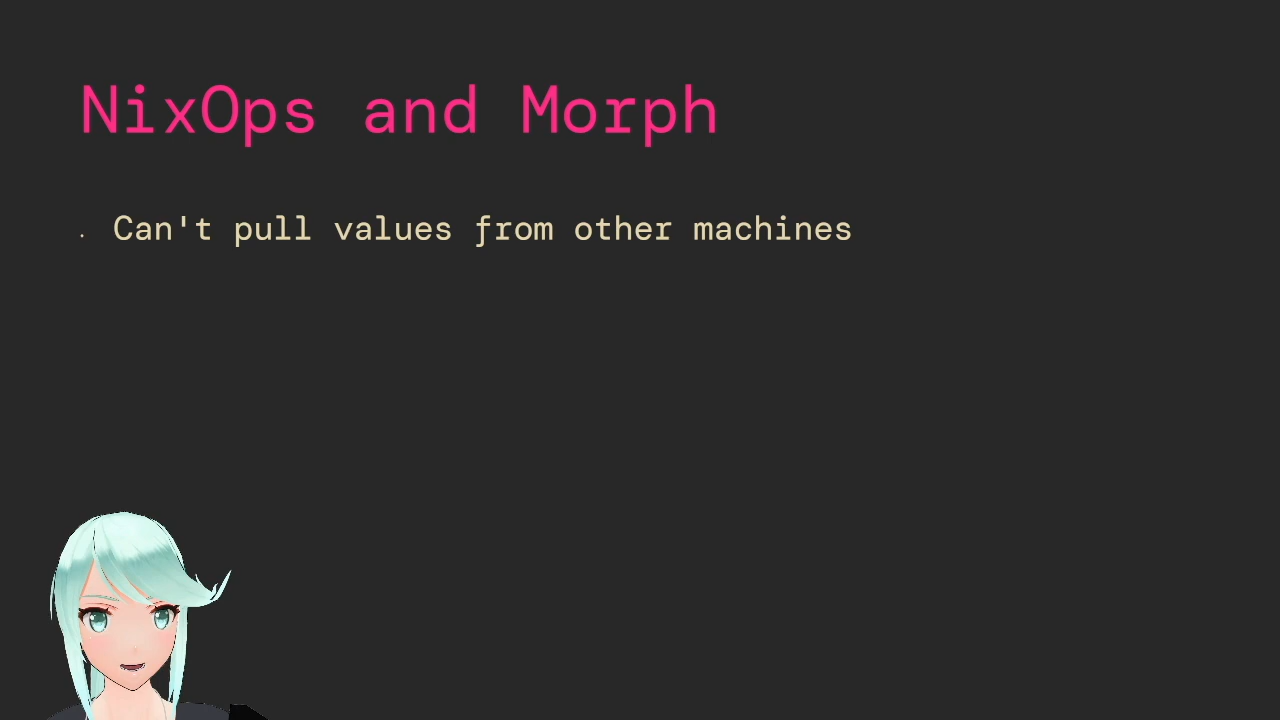 NixOps and Morph
· Can't pull values from other machines